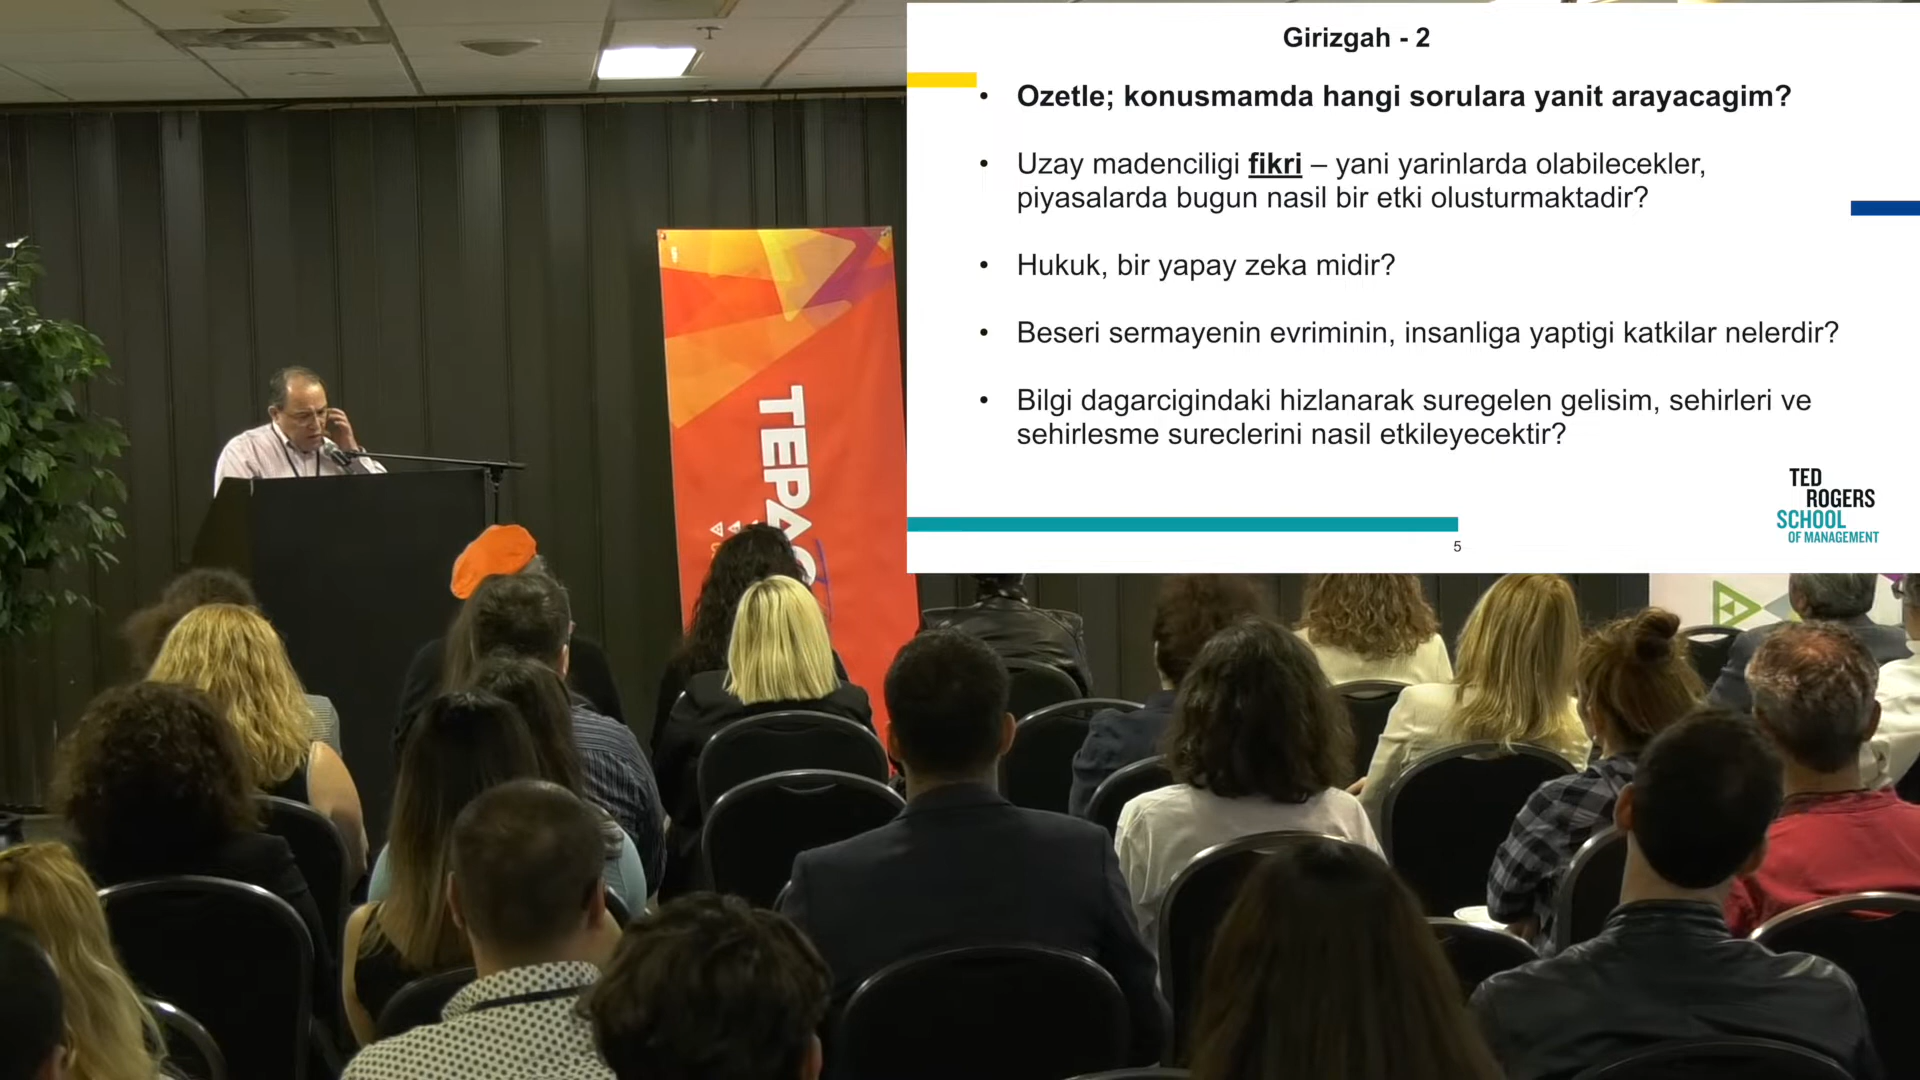 Girizgah - 2
• Ozetle; konusmamda hangi sorulara yanit arayacagim?
• Uzay madenciligi fikri – yani yarinlarda olabilecekler,
piyasalarda bugun nasil bir etki olusturmaktadir?
• Hukuk, bir yapay zeka midir?
• Beseri sermayenin evriminin, insanliga yaptigi katkilar nelerdir?
• Bilgi dagarcigindaki hizlanarak suregelen gelisim, sehirleri ve
sehirlesme sureclerini nasil etkileyecektir?
TED
ROGERS
SCHOOL
OF MANAGEMENT
5
TEPAC